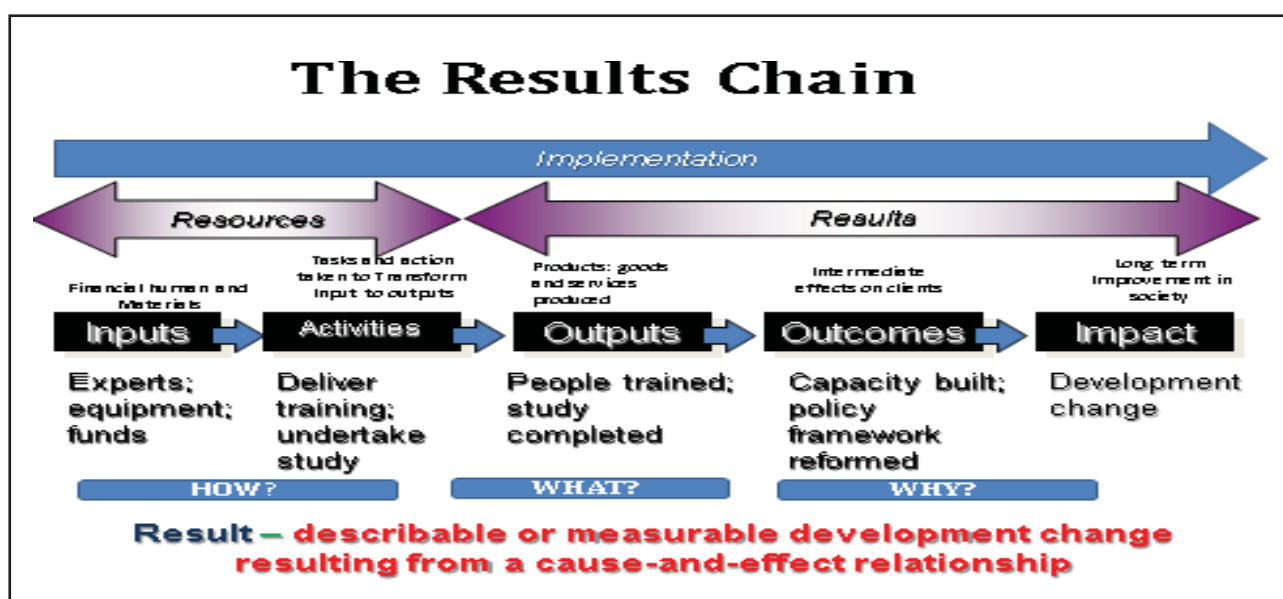 The Results Chain
Implementation
Resources
Results
Financial human and
Materials
Tasks and action
taken to Transform
Input to outputs
Products: goods
and services
produced
Intermediate
effects on clients
Long term
Improvement in
society
Inputs
Activities
Outputs
Outcomes
Impact
Experts;
equipment;
funds
Deliver
training;
undertake
study
People trained;
study
completed
Capacity built;
policy
framework
reformed
Development
change
HOW?
WHAT?
WHY?
Result – describable or measurable development change
resulting from a cause-and-effect relationship